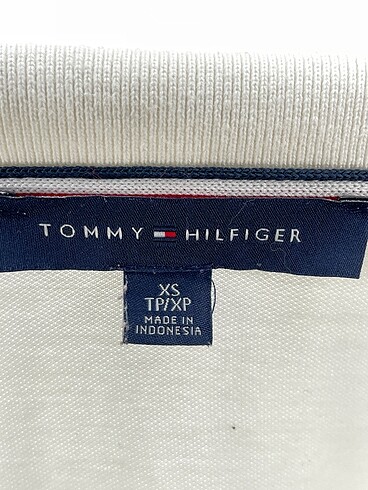 TOMMY HILFIGER
XS
TP/XP
MADE IN
INDONESIA